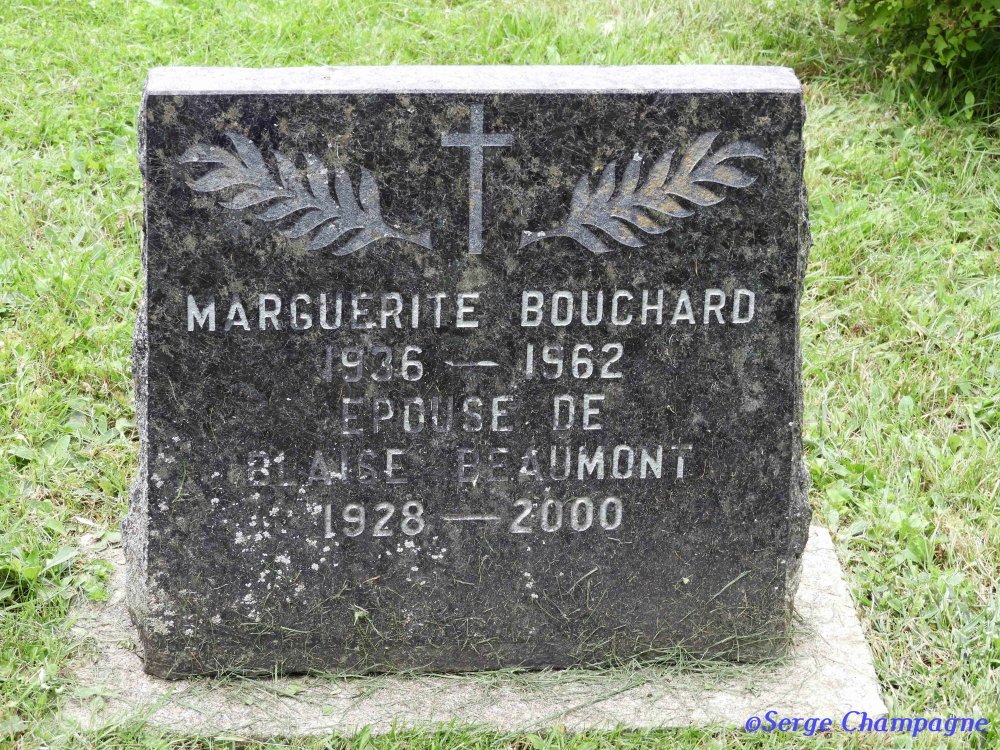 MARGUERITE BOUCHARD
1936 — 1962
EPOUSE DE
BLAISE BEAUMONT
1928 — 2000
©Serge Champagne